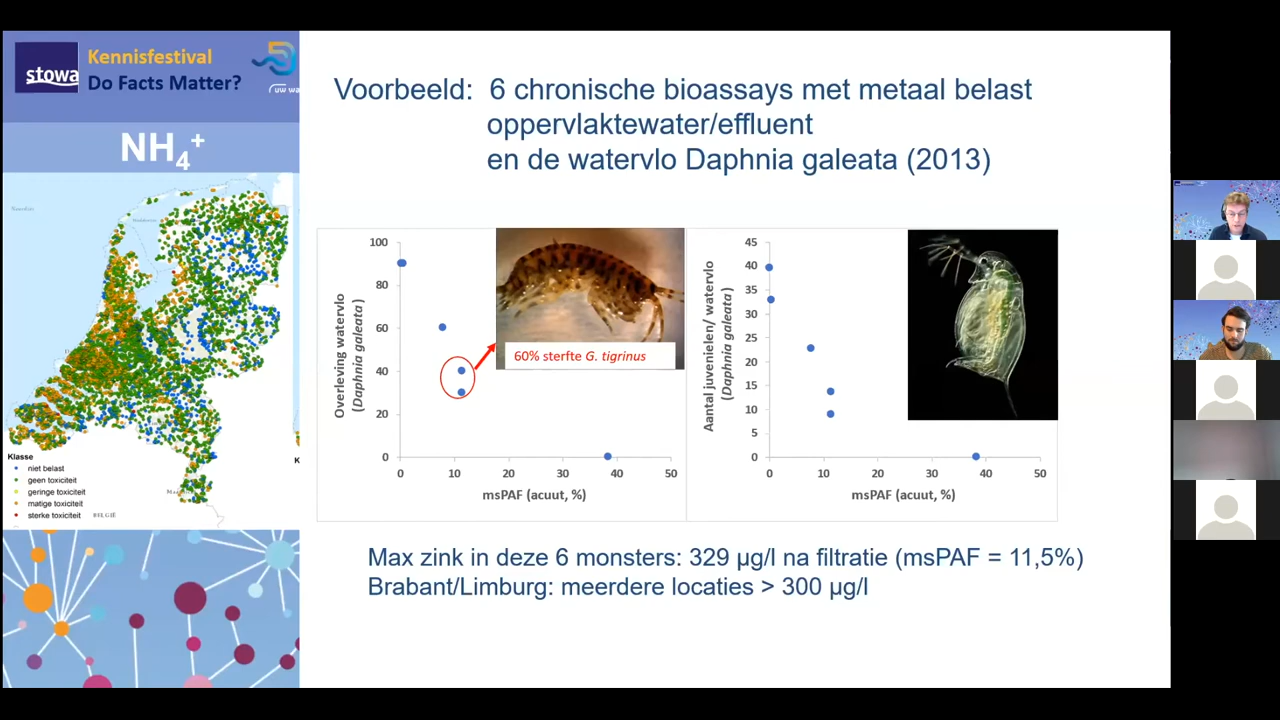 stowa
Kennisfestival
Do Facts Matter?
uw wa
NH₄⁺
Klasse
niet belast
geen toxiciteit
geringe toxiciteit
matige toxiciteit
sterke toxiciteit
BELGIË
K
Voorbeeld: 6 chronische bioassays met metaal belast
oppervlaktewater/effluent
en de watervlo Daphnia galeata (2013)
Overleving watervlo
(Daphnia galeata)
100
80
60
40
20
0
0 10 20 30 40 50
msPAF (acuut, %)
60% sterfte G. tigrinus
Aantal juvenielen/ watervlo
(Daphnia galeata)
45
40
35
30
25
20
15
10
5
0
0 10 20 30 40 50
msPAF (acuut, %)
Max zink in deze 6 monsters: 329 µg/l na filtratie (msPAF = 11,5%)
Brabant/Limburg: meerdere locaties > 300 µg/l